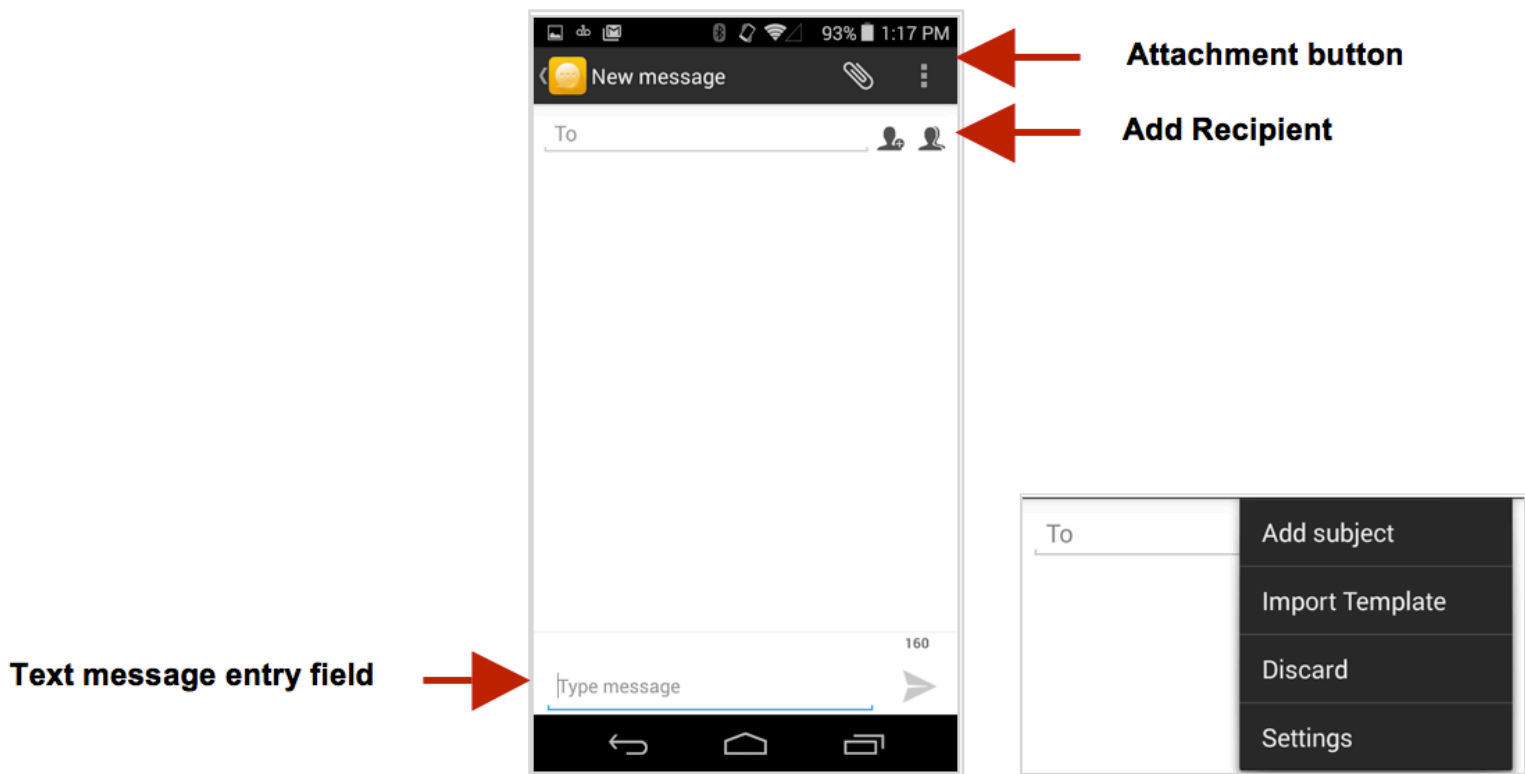 93% 1:17 PM
New message
Attachment button
To
Add Recipient
160
Type message
Text message entry field
To
Add subject
Import Template
Discard
Settings